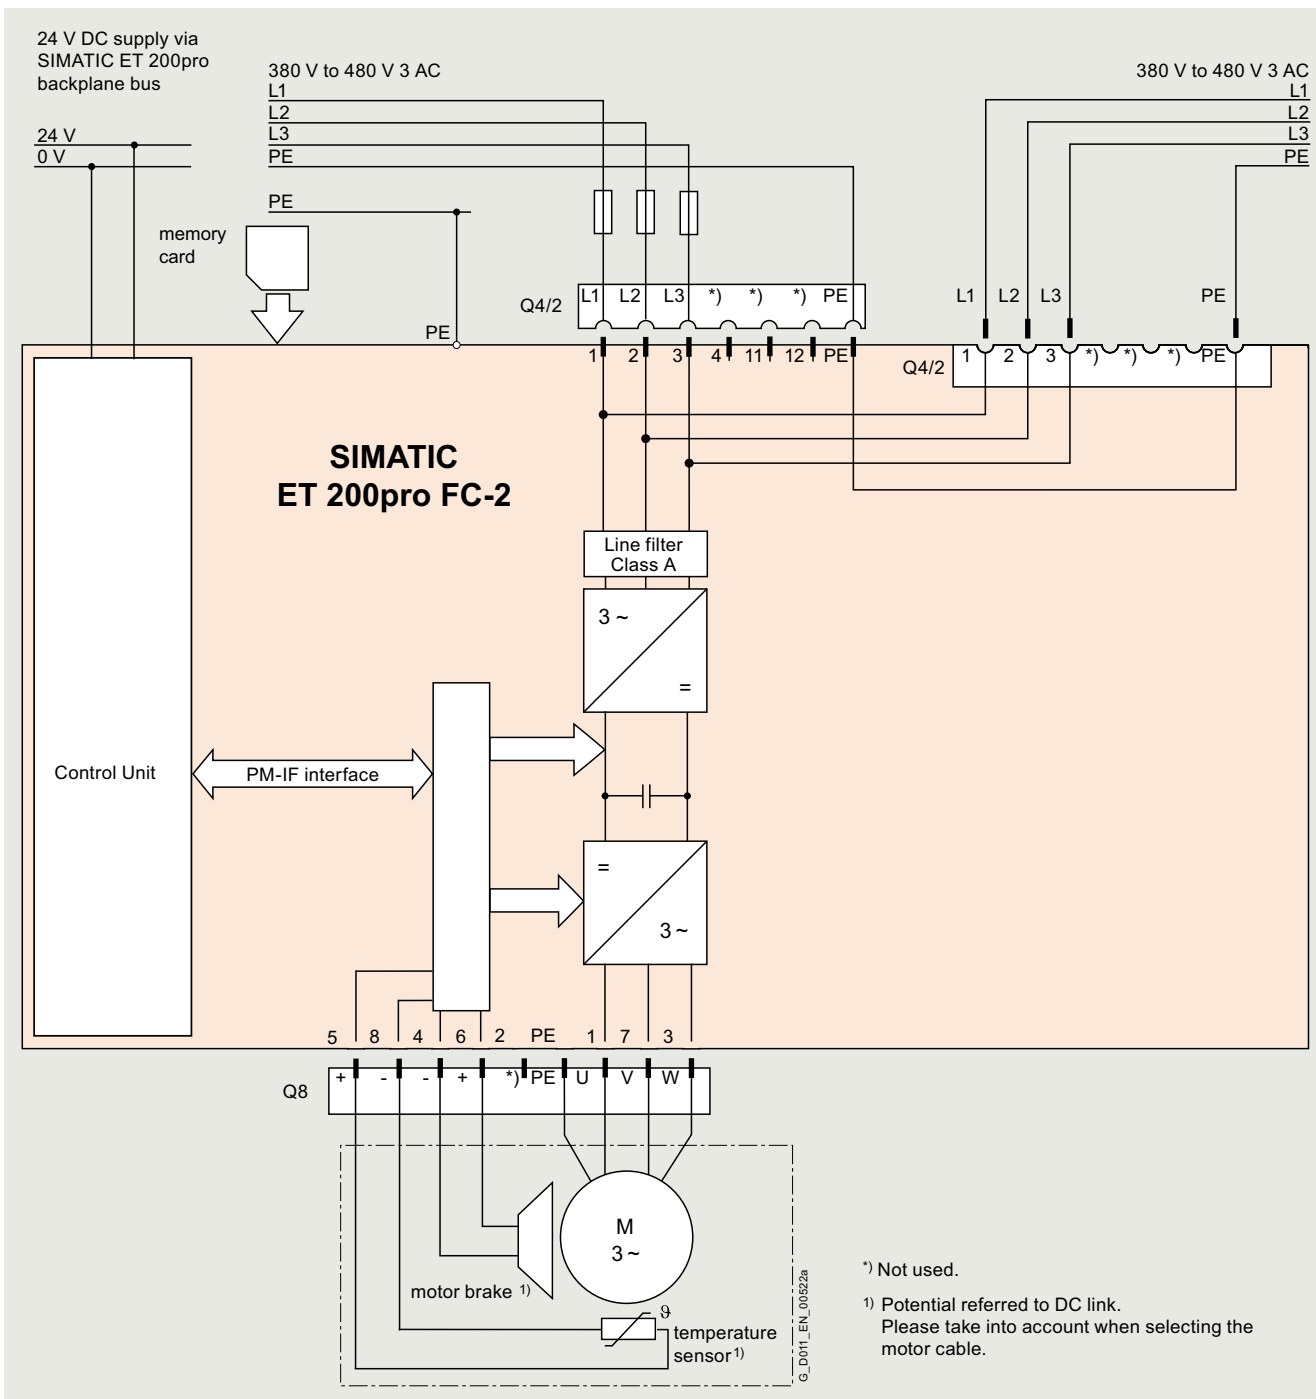 24 V DC supply via
SIMATIC ET 200pro
backplane bus
24 V
0 V
380 V to 480 V 3 AC
L1
L2
L3
PE
PE
380 V to 480 V 3 AC
L1
L2
L3
PE
memory
card
PE
Q4/2
L1 L2 L3 *) *) *) PE
1 2 3 4 11 12 PE
L1 L2 L3 PE
Q4/2
1 2 3 *) *) *) PE
SIMATIC
ET 200pro FC-2
Line filter
Class A
3 ~
=
Control Unit
PM-IF interface
=
3 ~
5 8 4 6 2 PE 1 7 3
Q8
+ - - + *) PE U V W
M
3 ~
motor brake 1)
ϑ
temperature
sensor 1)
G_D011_EN_00522a
*) Not used.
1) Potential referred to DC link.
Please take into account when selecting the
motor cable.